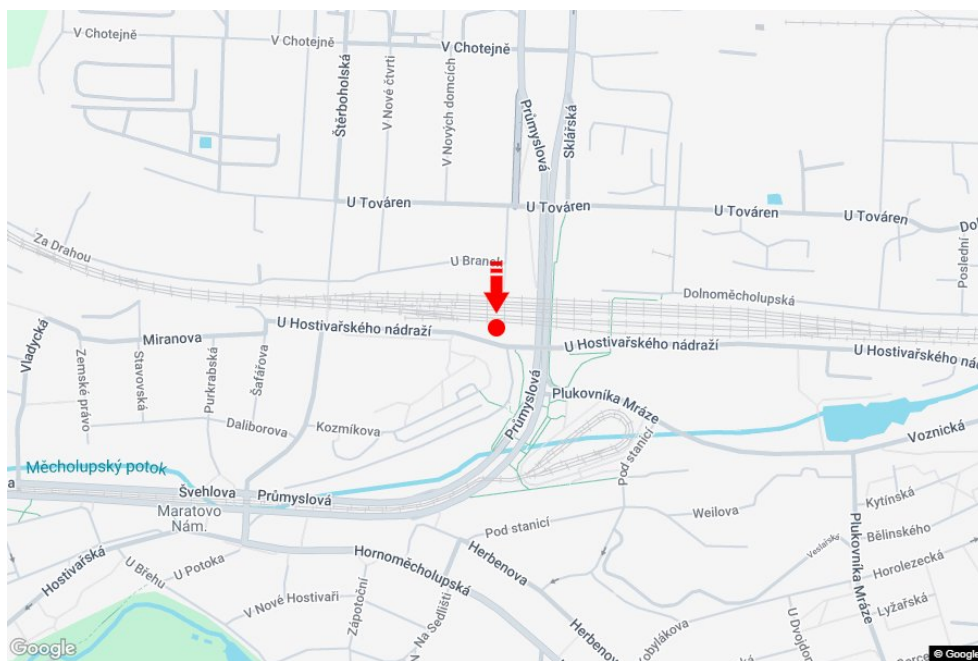 V Chotejně
V Chotejně
V Chotejně
Štěrboholská
V Nové čtvrti
V Nových domcích
Průmyslová
Sklářská
U Továren
U Továren
U Továren
U Továren
Poslední
Za Drahou
U Branek
Dolnoměcholupská
U Hostivařského nádraží
U Hostivařského nádraží
Vladycká
Miranova
Zemské právo
Stavovská
Purkrabská
Šafářova
Daliborova
Kozmíkova
Průmyslová
Plukovníka Mráze
Voznická
Měcholupský potok
Švehlova
Průmyslová
Maratovo
Nám.
Pod stanicí
Pod stanicí
Weilova
Kytínská
Bělinského
Veslařský
Plukovníka Mráze
Horolezecká
Lyžařská
Hostivařská
U Břehu
U Potoka
Hornoměcholupská
Herbenova
V Nové Hostivaři
Zápotoční
Na Sedlišti
Herbenova
Google